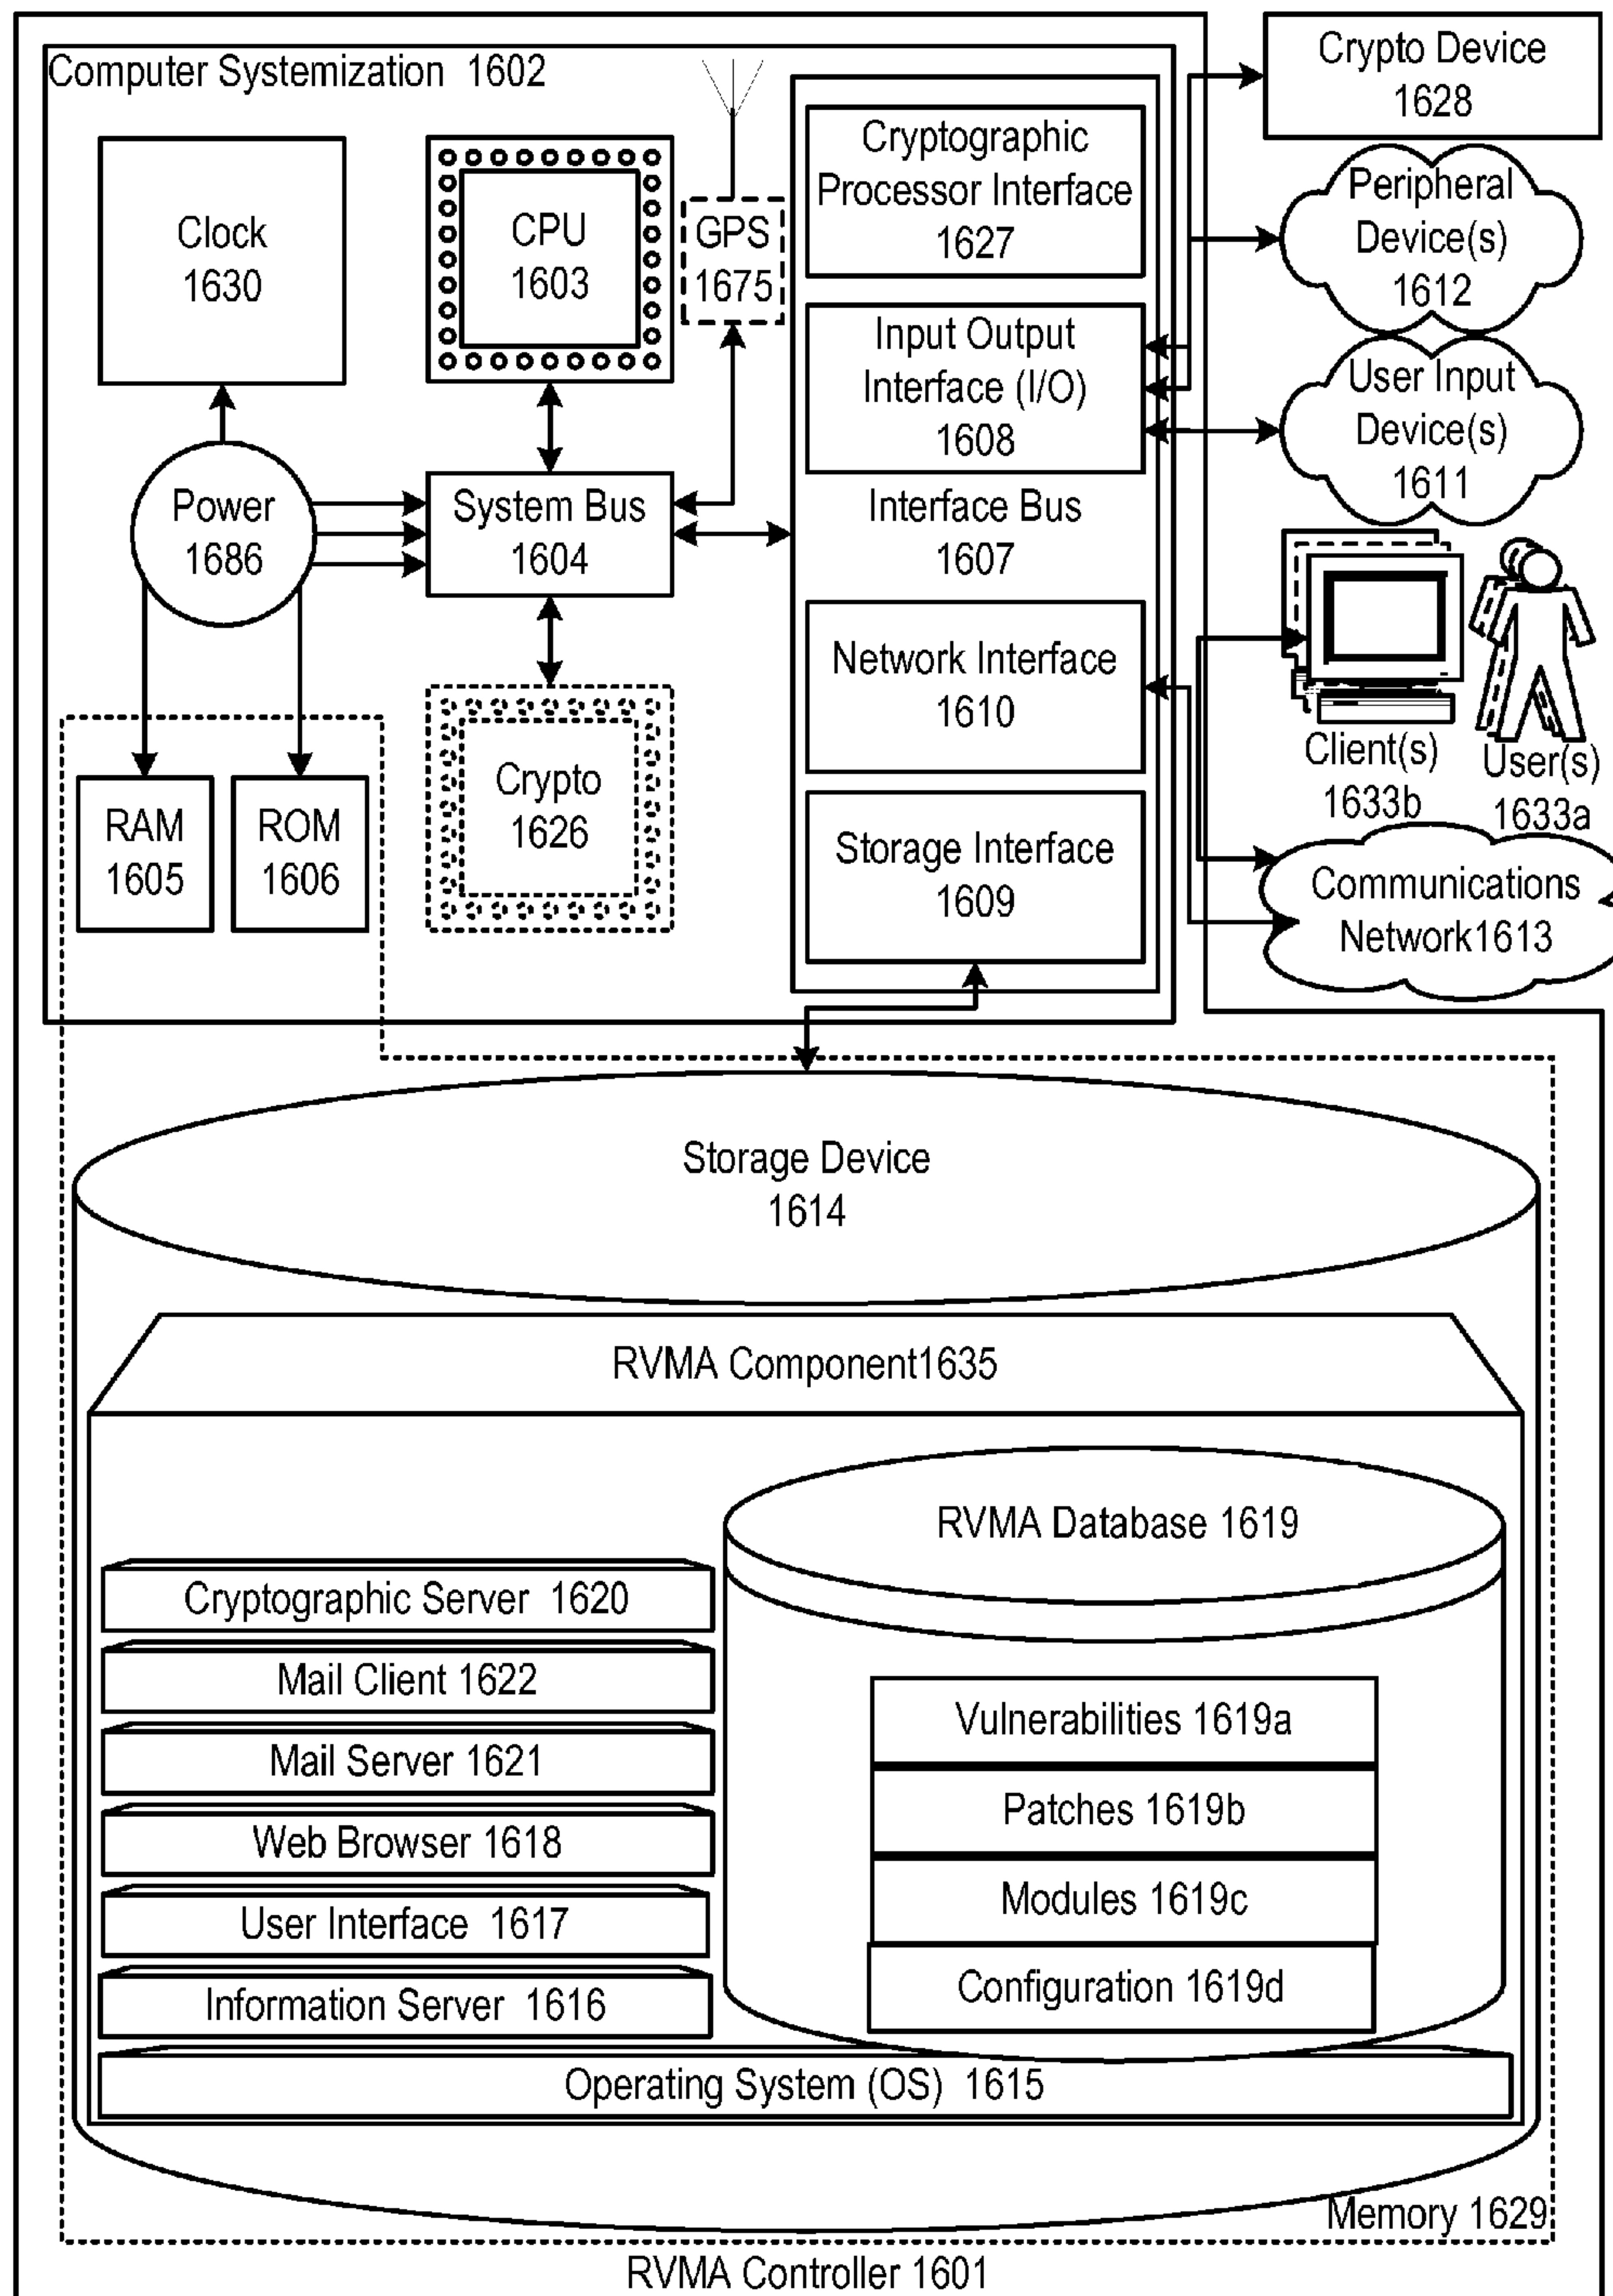 Computer Systemization 1602
Clock
1630
CPU
1603
GPS
1675
Cryptographic
Processor Interface
1627
Input Output
Interface (I/O)
1608
Interface Bus
1607
Network Interface
1610
Storage Interface
1609
Power
1686
System Bus
1604
Crypto
1626
RAM
1605
ROM
1606
Crypto Device
1628
Peripheral
Device(s)
1612
User Input
Device(s)
1611
Client(s)
1633b
User(s)
1633a
Communications
Network1613
Storage Device
1614
RVMA Component1635
RVMA Database 1619
Cryptographic Server 1620
Mail Client 1622
Mail Server 1621
Web Browser 1618
User Interface 1617
Information Server 1616
Vulnerabilities 1619a
Patches 1619b
Modules 1619c
Configuration 1619d
Operating System (OS) 1615
Memory 1629
RVMA Controller 1601